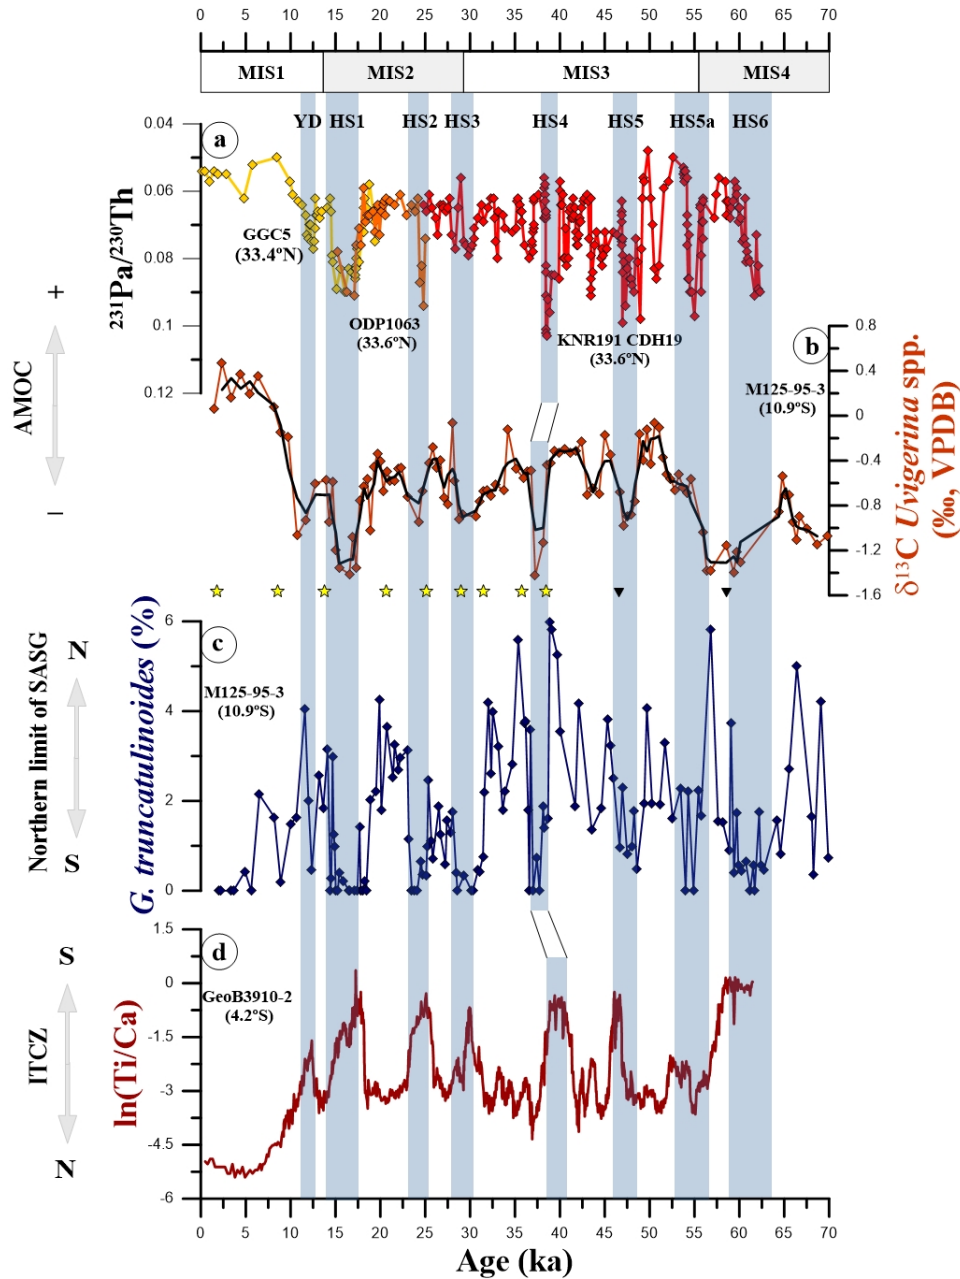 0 5 10 15 20 25 30 35 40 45 50 55 60 65 70
MIS1 MIS2 MIS3 MIS4
YD HS1 HS2 HS3 HS4 HS5 HS5a HS6
a
0.04
0.06
0.08
0.1
0.12
²³¹Pa/²³⁰Th
GGC5
(33.4ºN)
ODP1063
(33.6ºN)
KNR191 CDH19
(33.6ºN)
+
AMOC
–
b
M125-95-3
(10.9ºS)
0.8
0.4
0
-0.4
-0.8
-1.2
-1.6
δ¹³C Uvigerina spp.
(‰, VPDB)
c
M125-95-3
(10.9ºS)
6
4
2
0
G. truncatulinoides (%)
N
Northern limit of SASG
S
d
GeoB3910-2
(4.2ºS)
1.5
0
-1.5
-3
-4.5
-6
ln(Ti/Ca)
S
ITCZ
N
0 5 10 15 20 25 30 35 40 45 50 55 60 65 70
Age (ka)